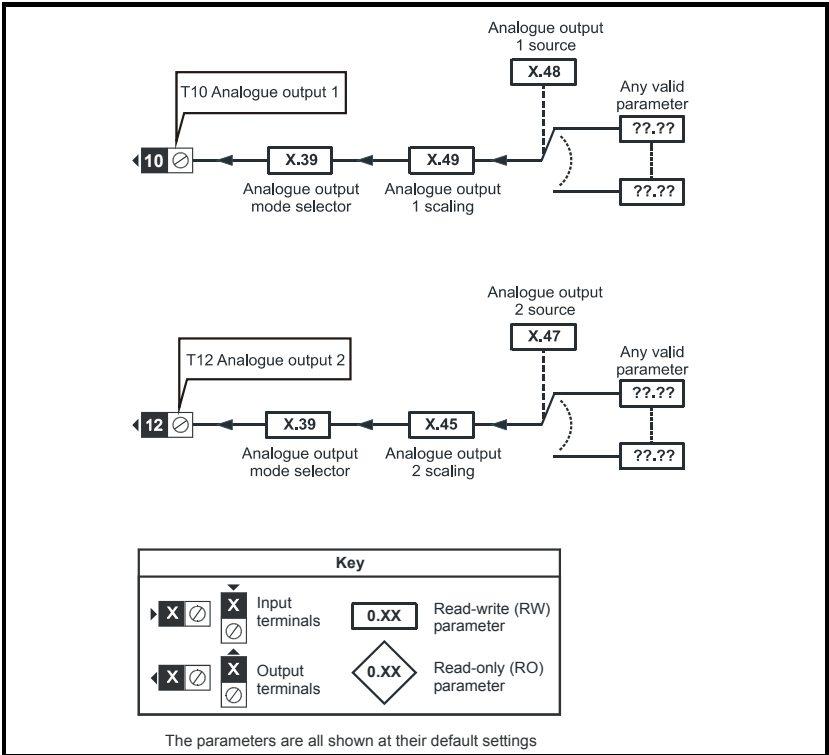 Analogue output
1 source
X.48
T10 Analogue output 1
Any valid
parameter
??.??
10
X.39
X.49
Analogue output
mode selector
Analogue output
1 scaling
??.??
Analogue output
2 source
X.47
T12 Analogue output 2
Any valid
parameter
??.??
12
X.39
X.45
Analogue output
mode selector
Analogue output
2 scaling
??.??
Key
X
X
Input
terminals
0.XX
Read-write (RW)
parameter
X
X
Output
terminals
0.XX
Read-only (RO)
parameter
The parameters are all shown at their default settings